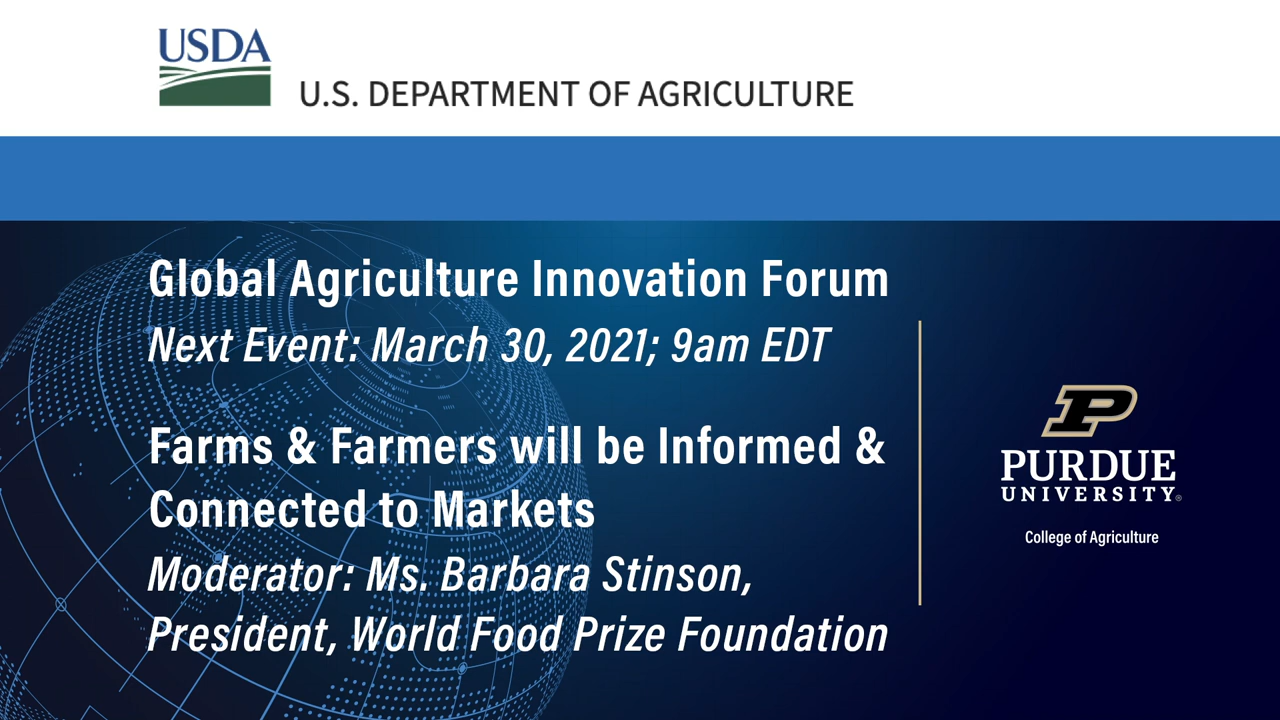 USDA
U.S. DEPARTMENT OF AGRICULTURE
Global Agriculture Innovation Forum
Next Event: March 30, 2021; 9am EDT
Farms & Farmers will be Informed &
Connected to Markets
Moderator: Ms. Barbara Stinson,
President, World Food Prize Foundation
P
PURDUE
UNIVERSITY®
College of Agriculture